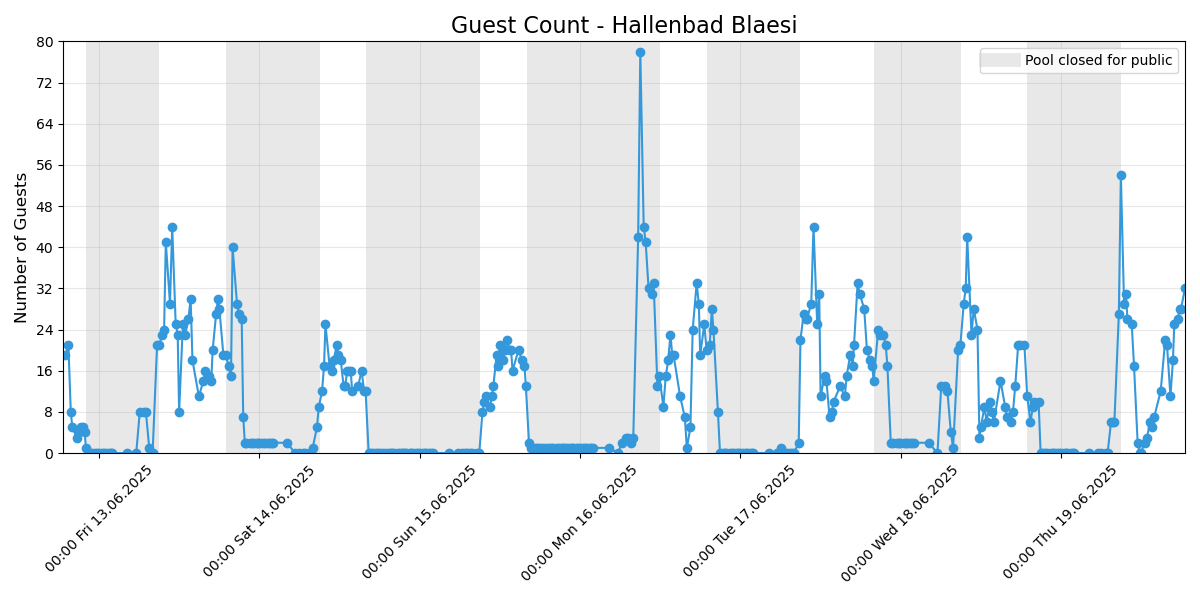 Guest Count - Hallenbad Blaesi
Pool closed for public
Number of Guests
80
72
64
56
48
40
32
24
16
8
0
00:00 Fri 13.06.2025
00:00 Sat 14.06.2025
00:00 Sun 15.06.2025
00:00 Mon 16.06.2025
00:00 Tue 17.06.2025
00:00 Wed 18.06.2025
00:00 Thu 19.06.2025